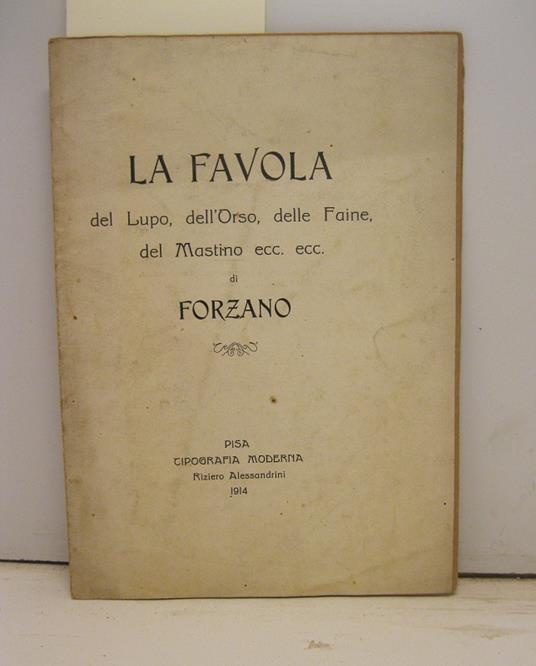 LA FAVOLA
del Lupo, dell'Orso, delle Faine,
del Mastino ecc. ecc.
di
FORZANO
PISA
TIPOGRAFIA MODERNA
Riziero Alessandrini
1914